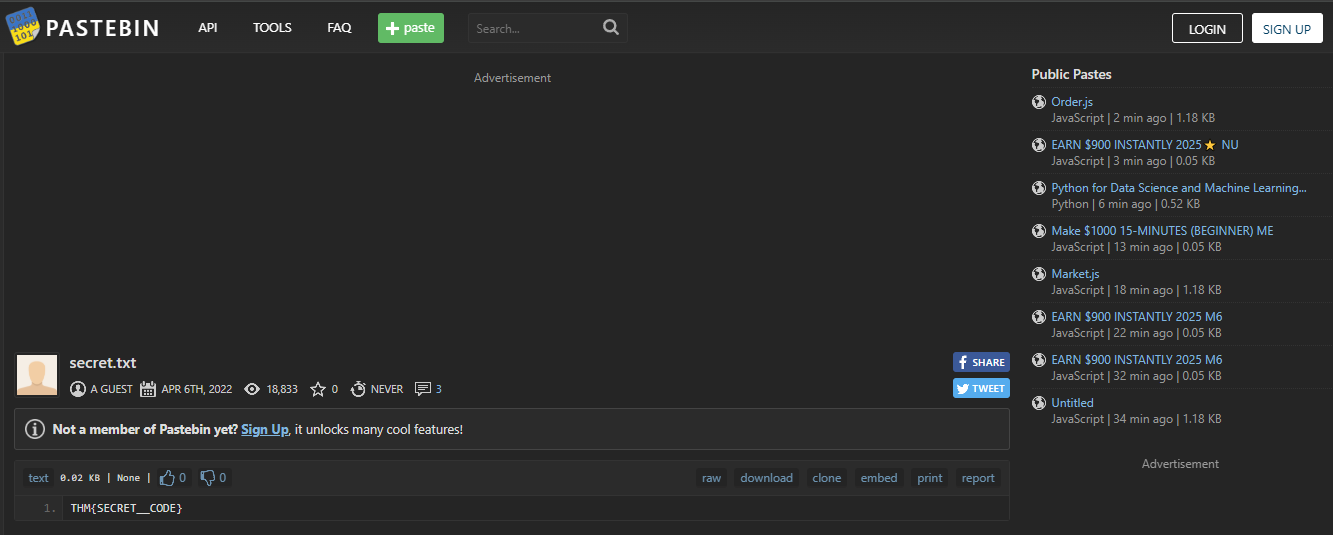 0011 1000 101 PASTEBIN API TOOLS FAQ + paste Search... LOGIN SIGN UP
Advertisement
secret.txt
A GUEST APR 6TH, 2022 18,833 0 NEVER 3
SHARE
TWEET
Not a member of Pastebin yet? Sign Up, it unlocks many cool features!
text 0.02 KB | None | 0 0 raw download clone embed print report
1. THM{SECRET__CODE}
Public Pastes
Order.js
JavaScript | 2 min ago | 1.18 KB
EARN $900 INSTANTLY 2025⭐ NU
JavaScript | 3 min ago | 0.05 KB
Python for Data Science and Machine Learning...
Python | 6 min ago | 0.52 KB
Make $1000 15-MINUTES (BEGINNER) ME
JavaScript | 13 min ago | 0.05 KB
Market.js
JavaScript | 18 min ago | 1.18 KB
EARN $900 INSTANTLY 2025 M6
JavaScript | 22 min ago | 0.05 KB
EARN $900 INSTANTLY 2025 M6
JavaScript | 32 min ago | 0.05 KB
Untitled
JavaScript | 34 min ago | 1.18 KB
Advertisement